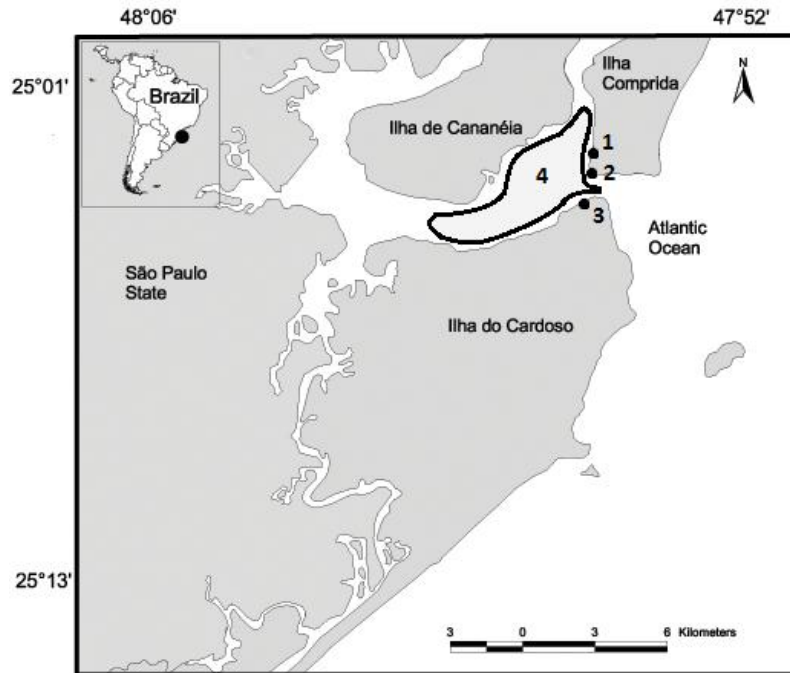 48°06'
47°52'
25°01'
Brazil
Ilha
Comprida
N
Ilha de Cananéia
1
2
4
3
Atlantic
Ocean
São Paulo
State
Ilha do Cardoso
25°13'
3 0 3 6 Kilometers